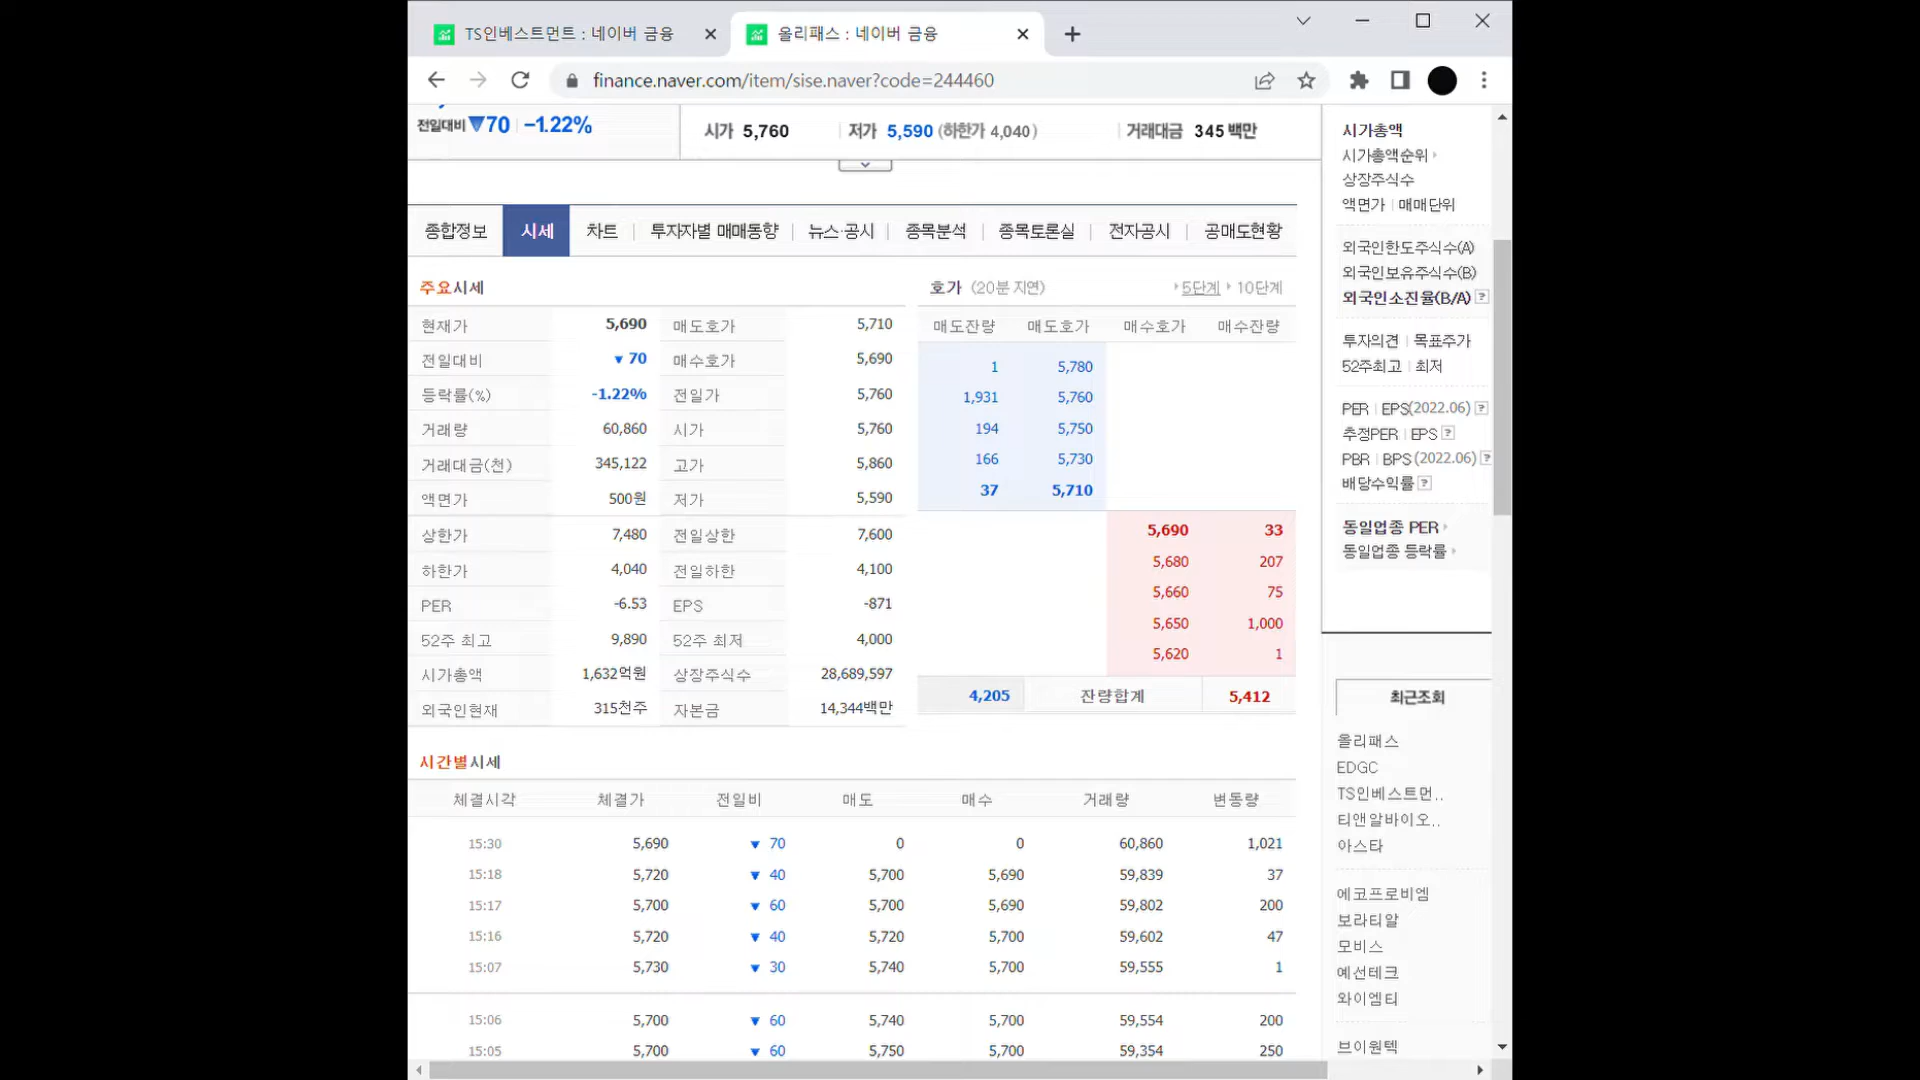 TS인베스트먼트 : 네이버 금융
올리패스 : 네이버 금융
finance.naver.com/item/sise.naver?code=244460
전일대비 ▼70 -1.22%
시가 5,760 저가 5,590 (하한가 4,040) 거래대금 345 백만
종합정보 시세 차트 투자자별 매매동향 뉴스·공시 종목분석 종목토론실 전자공시 공매도현황
주요시세
현재가 5,690 매도호가 5,710
전일대비 ▼ 70 매수호가 5,690
등락률(%) -1.22% 전일가 5,760
거래량 60,860 시가 5,760
거래대금(천) 345,122 고가 5,860
액면가 500원 저가 5,590
상한가 7,480 전일상한 7,600
하한가 4,040 전일하한 4,100
PER -6.53 EPS -871
52주 최고 9,890 52주 최저 4,000
시가총액 1,632억원 상장주식수 28,689,597
외국인현재 315천주 자본금 14,344백만
호가 (20분 지연) 5단계 10단계
매도잔량 매도호가 매수호가 매수잔량
1 5,780
1,931 5,760
194 5,750
166 5,730
37 5,710
5,690 33
5,680 207
5,660 75
5,650 1,000
5,620 1
4,205 잔량합계 5,412
시간별시세
체결시각 체결가 전일비 매도 매수 거래량 변동량
15:30 5,690 ▼ 70 0 0 60,860 1,021
15:18 5,720 ▼ 40 5,700 5,690 59,839 37
15:17 5,700 ▼ 60 5,700 5,690 59,802 200
15:16 5,720 ▼ 40 5,720 5,700 59,602 47
15:07 5,730 ▼ 30 5,740 5,700 59,555 1
15:06 5,700 ▼ 60 5,740 5,700 59,554 200
15:05 5,700 ▼ 60 5,750 5,700 59,354 250
시가총액
시가총액순위
상장주식수
액면가 매매단위
외국인한도주식수(A)
외국인보유주식수(B)
외국인소진율(B/A) ?
투자의견 목표주가
52주최고 최저
PER EPS(2022.06) ?
추정PER EPS ?
PBR BPS (2022.06) ?
배당수익률 ?
동일업종 PER
동일업종 등락률
최근조회
올리패스
EDGC
TS인베스트먼..
티앤알바이오..
아스타
에코프로비엠
보라티알
모비스
예선테크
와이엠티
브이원텍